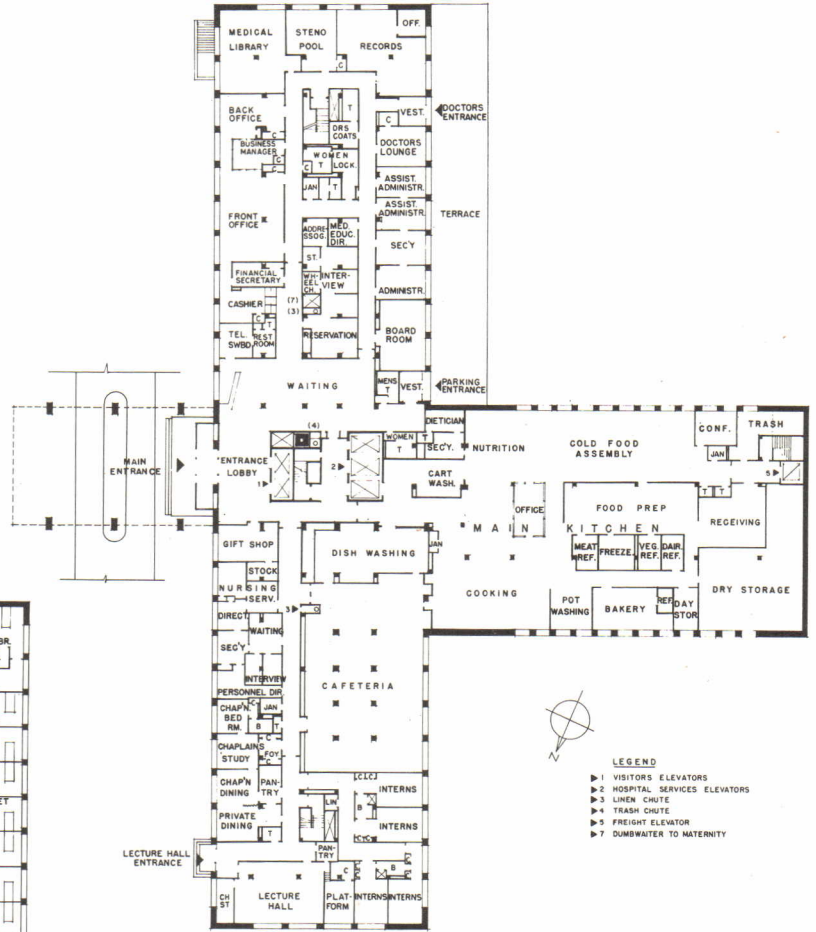 MEDICAL
LIBRARY
STENO
POOL
RECORDS
OFF.
C
BACK
OFFICE
C
BUSINESS
MANAGER
C
C
T
DRS
COATS
WOMEN
T
LOCK.
C
JAN
T
VEST.
C
DOCTORS
ENTRANCE
DOCTORS
LOUNGE
ASSIST.
ADMINISTR.
ASSIST.
ADMINISTR.
TERRACE
FRONT
OFFICE
ADDRE-
SSOG.
MED.
EDUC.
DIR.
SEC'Y
ST.
FINANCIAL
SECRETARY
WH-
EEL
CH.
INTER-
VIEW
ADMINISTR.
CASHIER
(7)
(3)
C
T
TEL.
SWBD.
REST
ROOM
RESERVATION
BOARD
ROOM
WAITING
MENS
T
VEST.
PARKING
ENTRANCE
(4)
DIETICIAN
WOMEN
T
T
SEC'Y.
NUTRITION
COLD FOOD
ASSEMBLY
CONF.
TRASH
JAN
5
MAIN
ENTRANCE
ENTRANCE
LOBBY
1
2
CART
WASH.
T
T
OFFICE
FOOD PREP
MAIN KITCHEN
RECEIVING
GIFT SHOP
DISH WASHING
JAN
MEAT
REF.
FREEZE.
VEG.
REF.
DAIR.
REF.
STOCK
NURSING
SERV.
COOKING
POT
WASHING
BAKERY
REF.
DAY
STOR.
DRY STORAGE
DIRECT.
3
WAITING
SEC'Y
INTERVIEW
PERSONNEL DIR.
CAFETERIA
CHAP'N.
BED
RM.
C
JAN
B
T
C
CHAPLAINS
STUDY
FOY
C
CHAP'N
DINING
PAN-
TRY
C
C
INTERNS
LIN
B
PRIVATE
DINING
T
INTERNS
C
C
PAN-
TRY
LECTURE HALL
ENTRANCE
C
B
CH
ST
LECTURE
HALL
PLAT-
FORM
INTERNS
INTERNS
N
LEGEND
1 VISITORS ELEVATORS
2 HOSPITAL SERVICES ELEVATORS
3 LINEN CHUTE
4 TRASH CHUTE
5 FREIGHT ELEVATOR
7 DUMBWAITER TO MATERNITY
BR.
ET